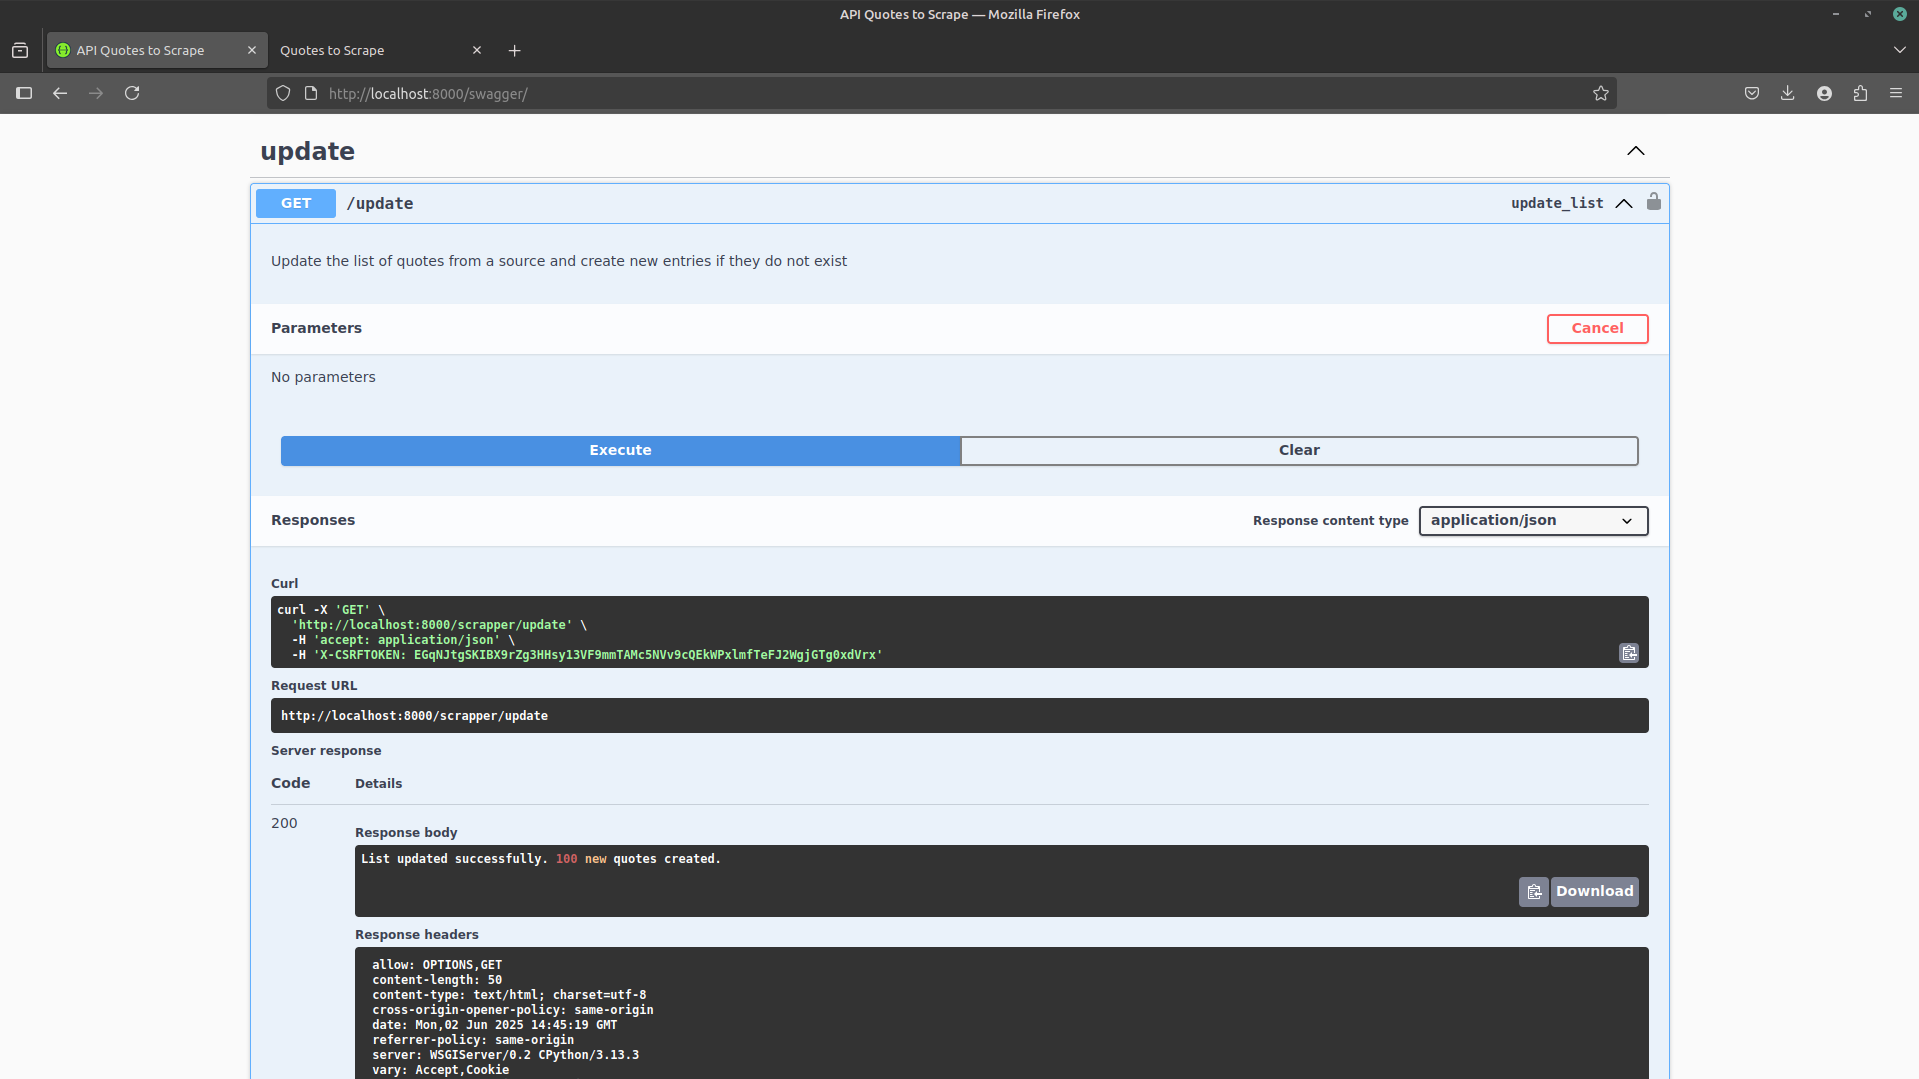 API Quotes to Scrape — Mozilla Firefox
API Quotes to Scrape
Quotes to Scrape
http://localhost:8000/swagger/
update
GET /update update_list
Update the list of quotes from a source and create new entries if they do not exist
Parameters Cancel
No parameters
Execute Clear
Responses Response content type application/json
Curl
curl -X 'GET' \
'http://localhost:8000/scrapper/update' \
-H 'accept: application/json' \
-H 'X-CSRFTOKEN: EGqNJtgSKIBX9rZg3HHsy13VF9mmTAMc5NVv9cQEkWPxlmfTeFJ2WgjGTg0xdVrx'
Request URL
http://localhost:8000/scrapper/update
Server response
Code Details
200
Response body
List updated successfully. 100 new quotes created.
Download
Response headers
allow: OPTIONS,GET
content-length: 50
content-type: text/html; charset=utf-8
cross-origin-opener-policy: same-origin
date: Mon,02 Jun 2025 14:45:19 GMT
referrer-policy: same-origin
server: WSGIServer/0.2 CPython/3.13.3
vary: Accept,Cookie